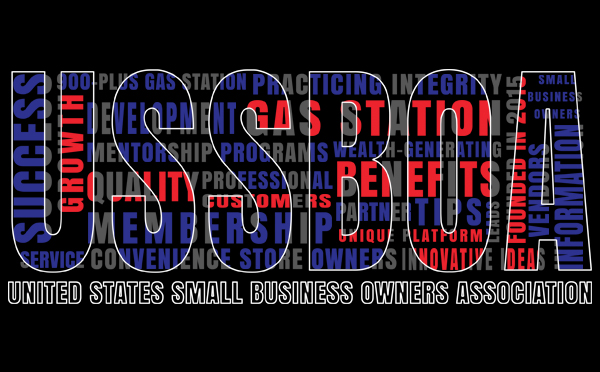 USSBOA
SUCCESS
GROWTH
900-PLUS GAS STATION
PRACTICING INTEGRITY
DEVELOPMENT
GAS STATION
MENTORSHIP PROGRAMS
WEALTH-GENERATING
QUALITY
PROFESSIONAL
BENEFITS
CUSTOMERS
PARTNER
TIPS
MEMBERSHIP
UNIQUE PLATFORM
LEADS
FOUNDED IN 2015
VENDORS
INFORMATION
SMALL
BUSINESS
OWNERS
SERVICE
CONVENIENCE STORE OWNERS
INNOVATIVE IDEAS
UNITED STATES SMALL BUSINESS OWNERS ASSOCIATION